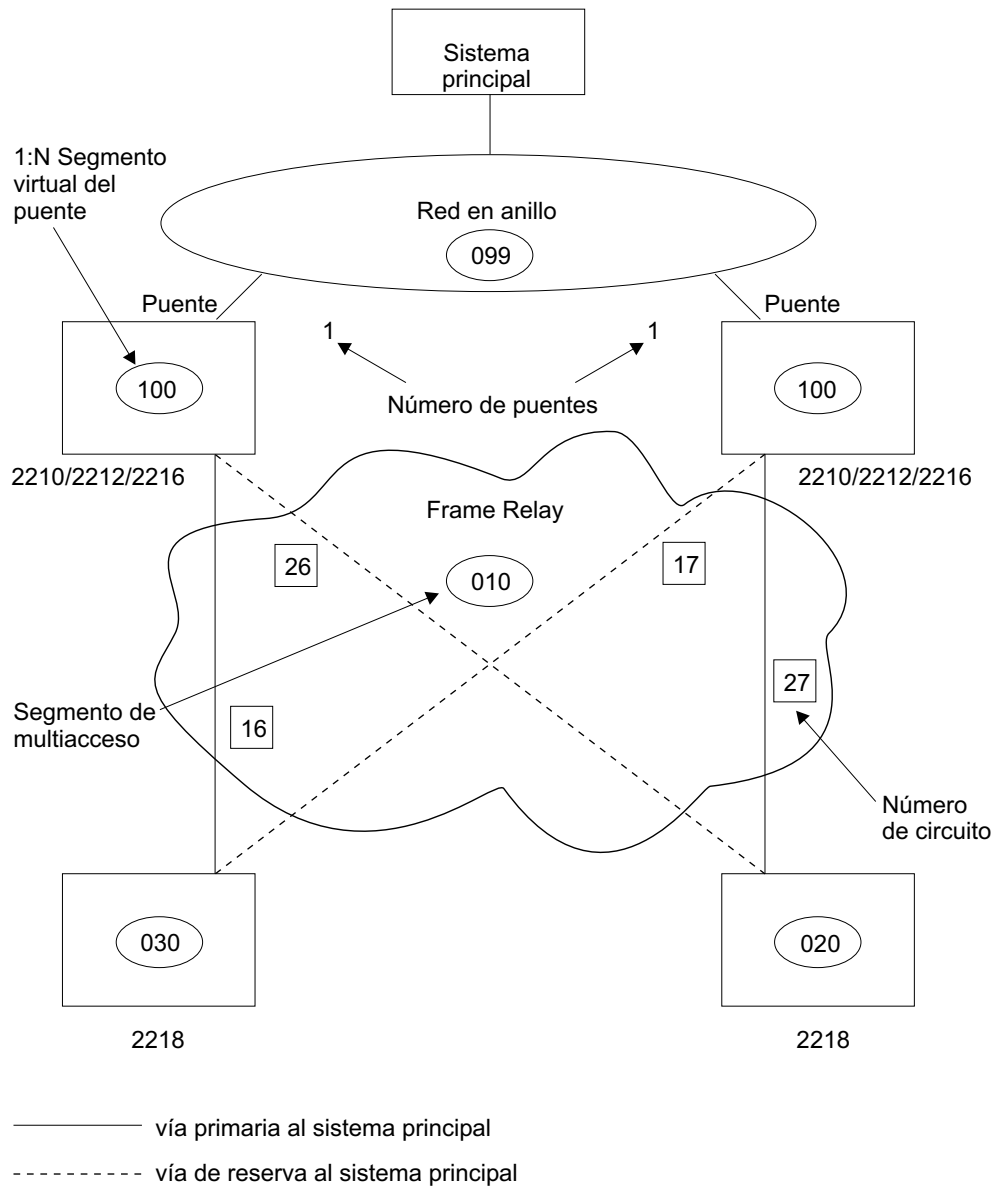 Sistema
principal
1:N Segmento
virtual del
puente
Red en anillo
099
Puente
Puente
1
1
100
100
Número de puentes
2210/2212/2216
2210/2212/2216
Frame Relay
26
010
17
27
Segmento de
multiacceso
16
Número
de circuito
030
020
2218
2218
vía primaria al sistema principal
vía de reserva al sistema principal